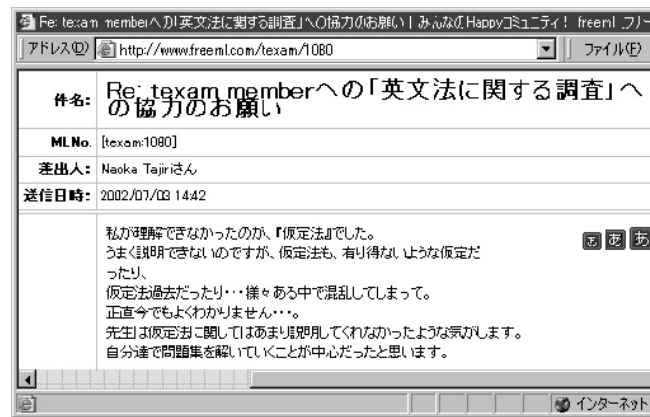 Re: texam memberへの「英文法に関する調査」への協力のお願い | みんなのHappyコミュニティ! freeml フリー
アドレス(D) http://www.freeml.com/texam/1080 ファイル(F)
件名: Re: texam memberへの「英文法に関する調査」へ
の協力のお願い
MLNo. [texam:1080]
差出人: Naoka Tajiriさん
送信日時: 2002/07/03 14:42
私が理解できなかったのが、『仮定法』でした。
うまく説明できないのですが、仮定法も、有り得ないような仮定だ
ったり、
仮定法過去だったり・・・様々ある中で混乱してしまって。
正直今でもよくわかりません・・・。
先生は仮定法に関してはあまり説明してくれなかったような気がします。
自分達で問題集を解いていくことが中心だったと思います。
あ あ あ
インターネット